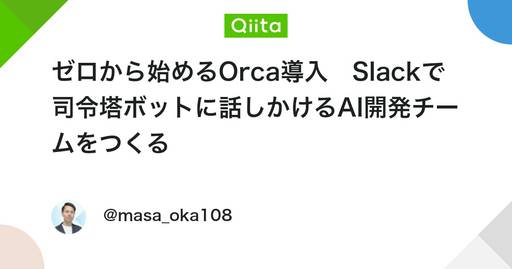 Qiita
ゼロから始めるOrca導入　Slackで
司令塔ボットに話しかけるAI開発チー
ムをつくる
@masa_oka108